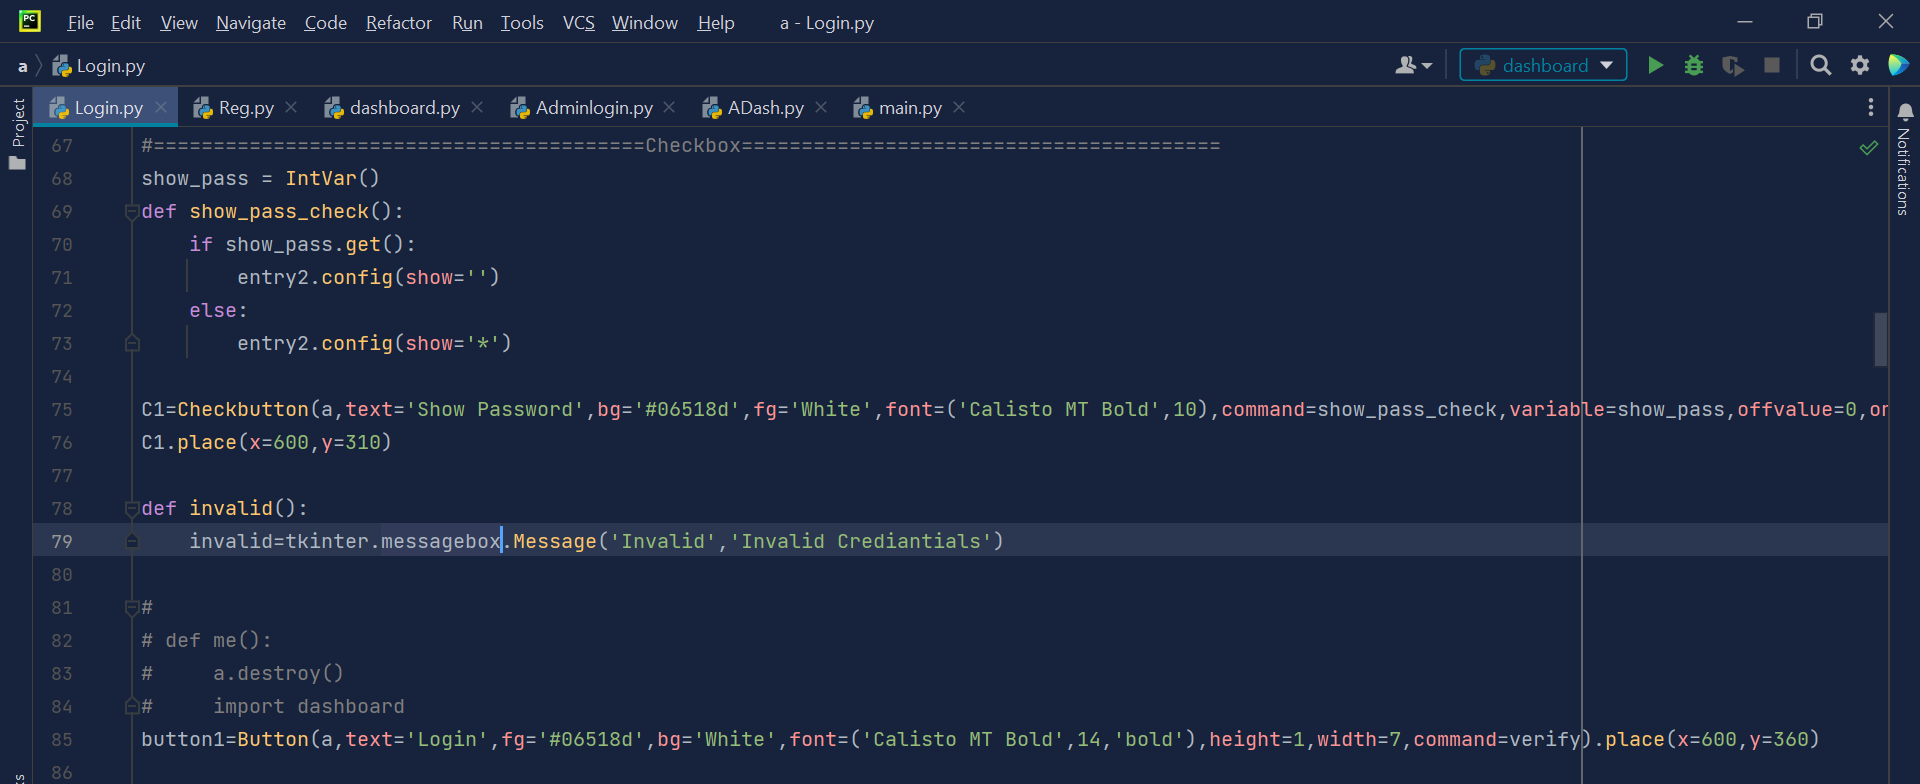 PC File Edit View Navigate Code Refactor Run Tools VCS Window Help a - Login.py
a Login.py dashboard
Login.py Reg.py dashboard.py Adminlogin.py ADash.py main.py
Project
Notifications
67 #=========================================Checkbox========================================
68 show_pass = IntVar()
69 def show_pass_check():
70 if show_pass.get():
71 entry2.config(show='')
72 else:
73 entry2.config(show='*')
74
75 C1=Checkbutton(a,text='Show Password',bg='#06518d',fg='White',font=('Calisto MT Bold',10),command=show_pass_check,variable=show_pass,offvalue=0,on
76 C1.place(x=600,y=310)
77
78 def invalid():
79 invalid=tkinter.messagebox.Message('Invalid','Invalid Crediantials')
80
81 #
82 # def me():
83 # a.destroy()
84 # import dashboard
85 button1=Button(a,text='Login',fg='#06518d',bg='White',font=('Calisto MT Bold',14,'bold'),height=1,width=7,command=verify).place(x=600,y=360)
86